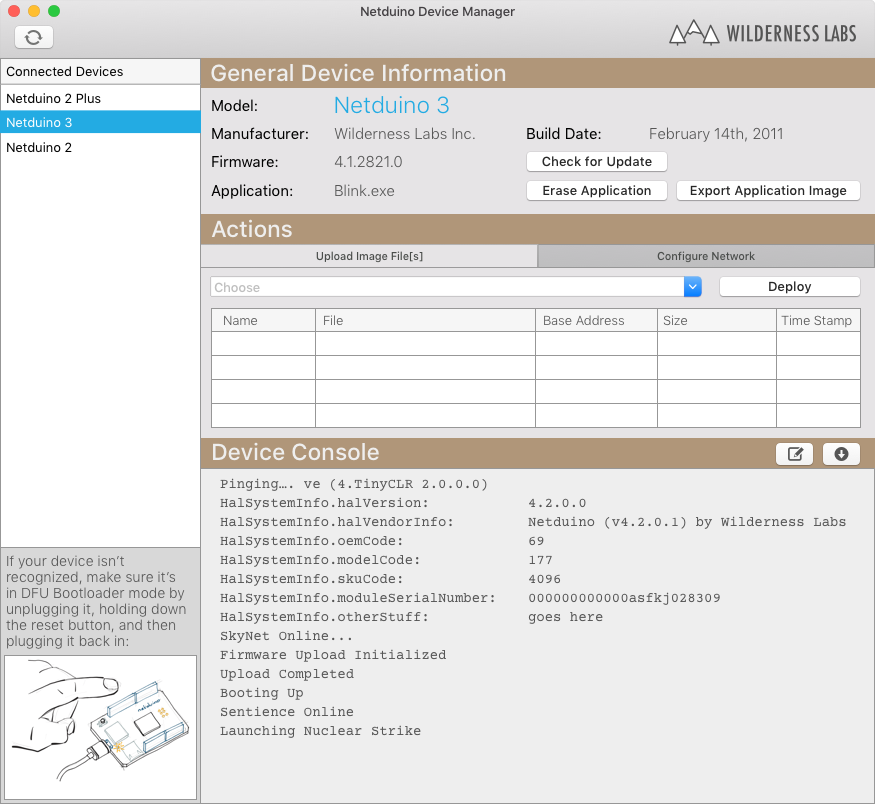 Netduino Device Manager
WILDERNESS LABS
Connected Devices
Netduino 2 Plus
Netduino 3
Netduino 2
If your device isn't
recognized, make sure it's
in DFU Bootloader mode by
unplugging it, holding down
the reset button, and then
plugging it back in:
netduino
General Device Information
Model: Netduino 3
Manufacturer: Wilderness Labs Inc. Build Date: February 14th, 2011
Firmware: 4.1.2821.0 Check for Update
Application: Blink.exe Erase Application Export Application Image
Actions
Upload Image File[s] Configure Network
Choose Deploy
Name File Base Address Size Time Stamp
Device Console
Pinging…. ve (4.TinyCLR 2.0.0.0)
HalSystemInfo.halVersion: 4.2.0.0
HalSystemInfo.halVendorInfo: Netduino (v4.2.0.1) by Wilderness Labs
HalSystemInfo.oemCode: 69
HalSystemInfo.modelCode: 177
HalSystemInfo.skuCode: 4096
HalSystemInfo.moduleSerialNumber: 000000000000asfkj028309
HalSystemInfo.otherStuff: goes here
SkyNet Online...
Firmware Upload Initialized
Upload Completed
Booting Up
Sentience Online
Launching Nuclear Strike